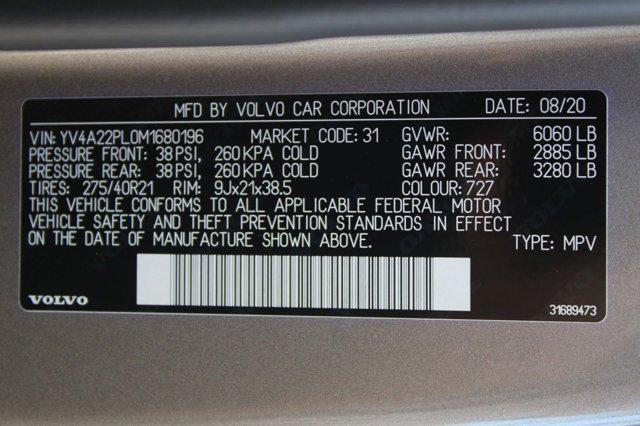 MFD BY VOLVO CAR CORPORATION DATE: 08/20
VIN: YV4A22PL0M1680196 MARKET CODE: 31 GVWR: 6060 LB
PRESSURE FRONT: 38 PSI, 260 KPA COLD GAWR FRONT: 2885 LB
PRESSURE REAR: 38 PSI, 260 KPA COLD GAWR REAR: 3280 LB
TIRES: 275/40R21 RIM: 9Jx21x38.5 COLOUR: 727
THIS VEHICLE CONFORMS TO ALL APPLICABLE FEDERAL MOTOR
VEHICLE SAFETY AND THEFT PREVENTION STANDARDS IN EFFECT
ON THE DATE OF MANUFACTURE SHOWN ABOVE. TYPE: MPV
VOLVO 31689473